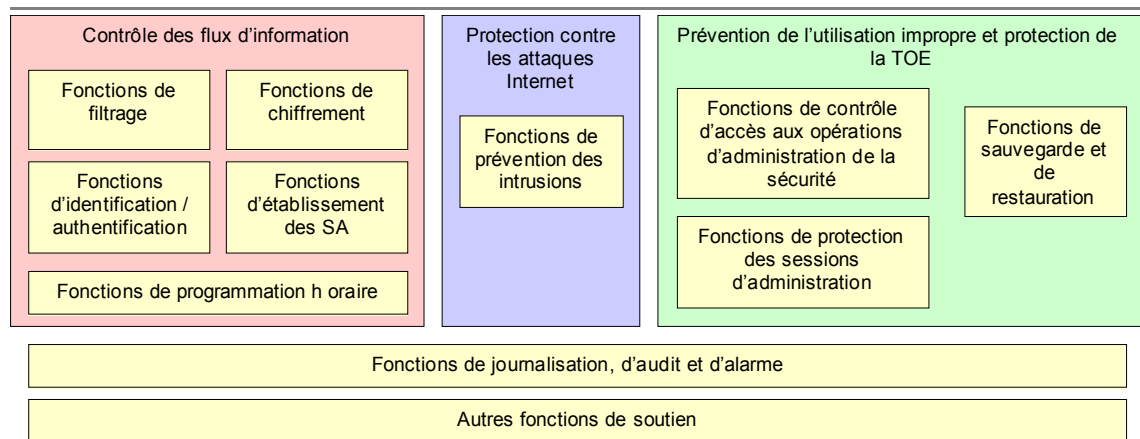 Contrôle des flux d'information
Fonctions de
filtrage
Fonctions de
chiffrement
Fonctions
d'identification /
authentification
Fonctions
d'établissement
des SA
Fonctions de programmation h oraire
Protection contre
les attaques
Internet
Fonctions de
prévention des
intrusions
Prévention de l'utilisation impropre et protection de
la TOE
Fonctions de contrôle
d'accès aux opérations
d'administration de la
sécurité
Fonctions de
sauvegarde et
de
restauration
Fonctions de protection
des sessions
d'administration
Fonctions de journalisation, d'audit et d'alarme
Autres fonctions de soutien